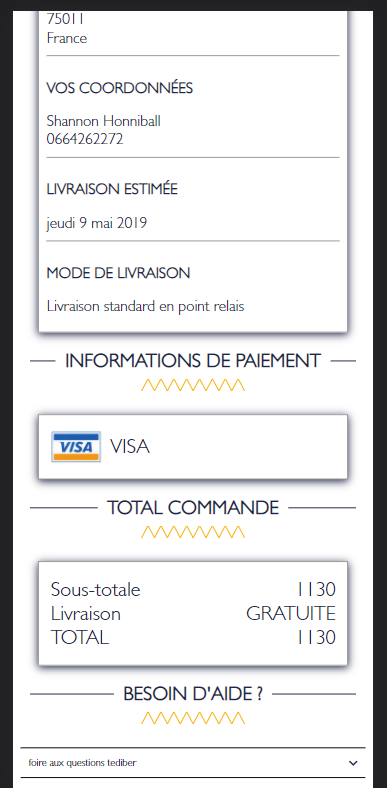 75011
France
VOS COORDONNÉES
Shannon Honniball
0664262272
LIVRAISON ESTIMÉE
jeudi 9 mai 2019
MODE DE LIVRAISON
Livraison standard en point relais
INFORMATIONS DE PAIEMENT
VISA VISA
TOTAL COMMANDE
Sous-totale 1130
Livraison GRATUITE
TOTAL 1130
BESOIN D'AIDE ?
foire aux questions tediber